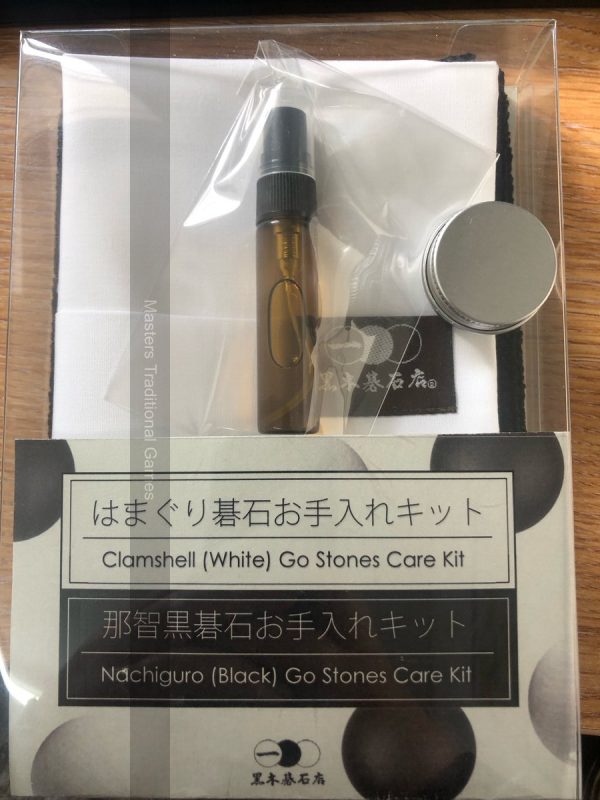 Masters Traditional Games
一
黒木碁石店
はまぐり碁石お手入れキット
Clamshell (White) Go Stones Care Kit
那智黒碁石お手入れキット
Nachiguro (Black) Go Stones Care Kit
一
黒木碁石店